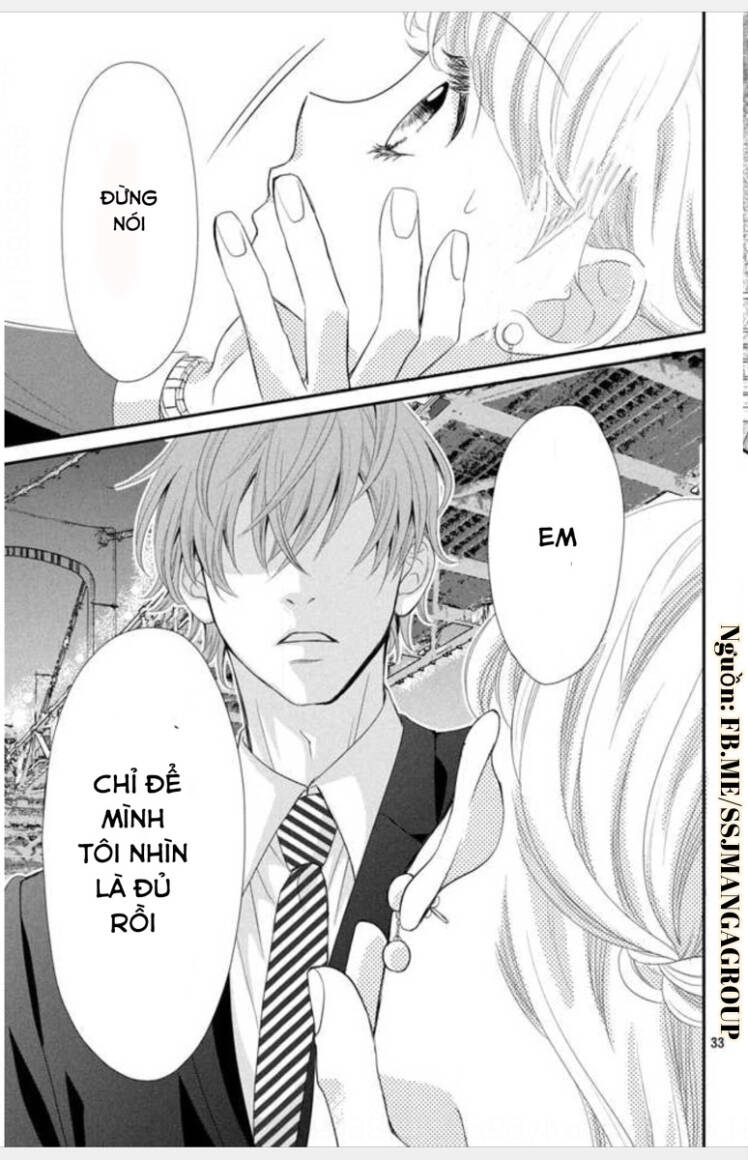 ĐỪNG
NÓI
EM
CHỈ ĐỂ
MÌNH
TÔI NHÌN
LÀ ĐỦ
RỒI
Nguồn: FB.ME/SSJMANGAGROUP
33